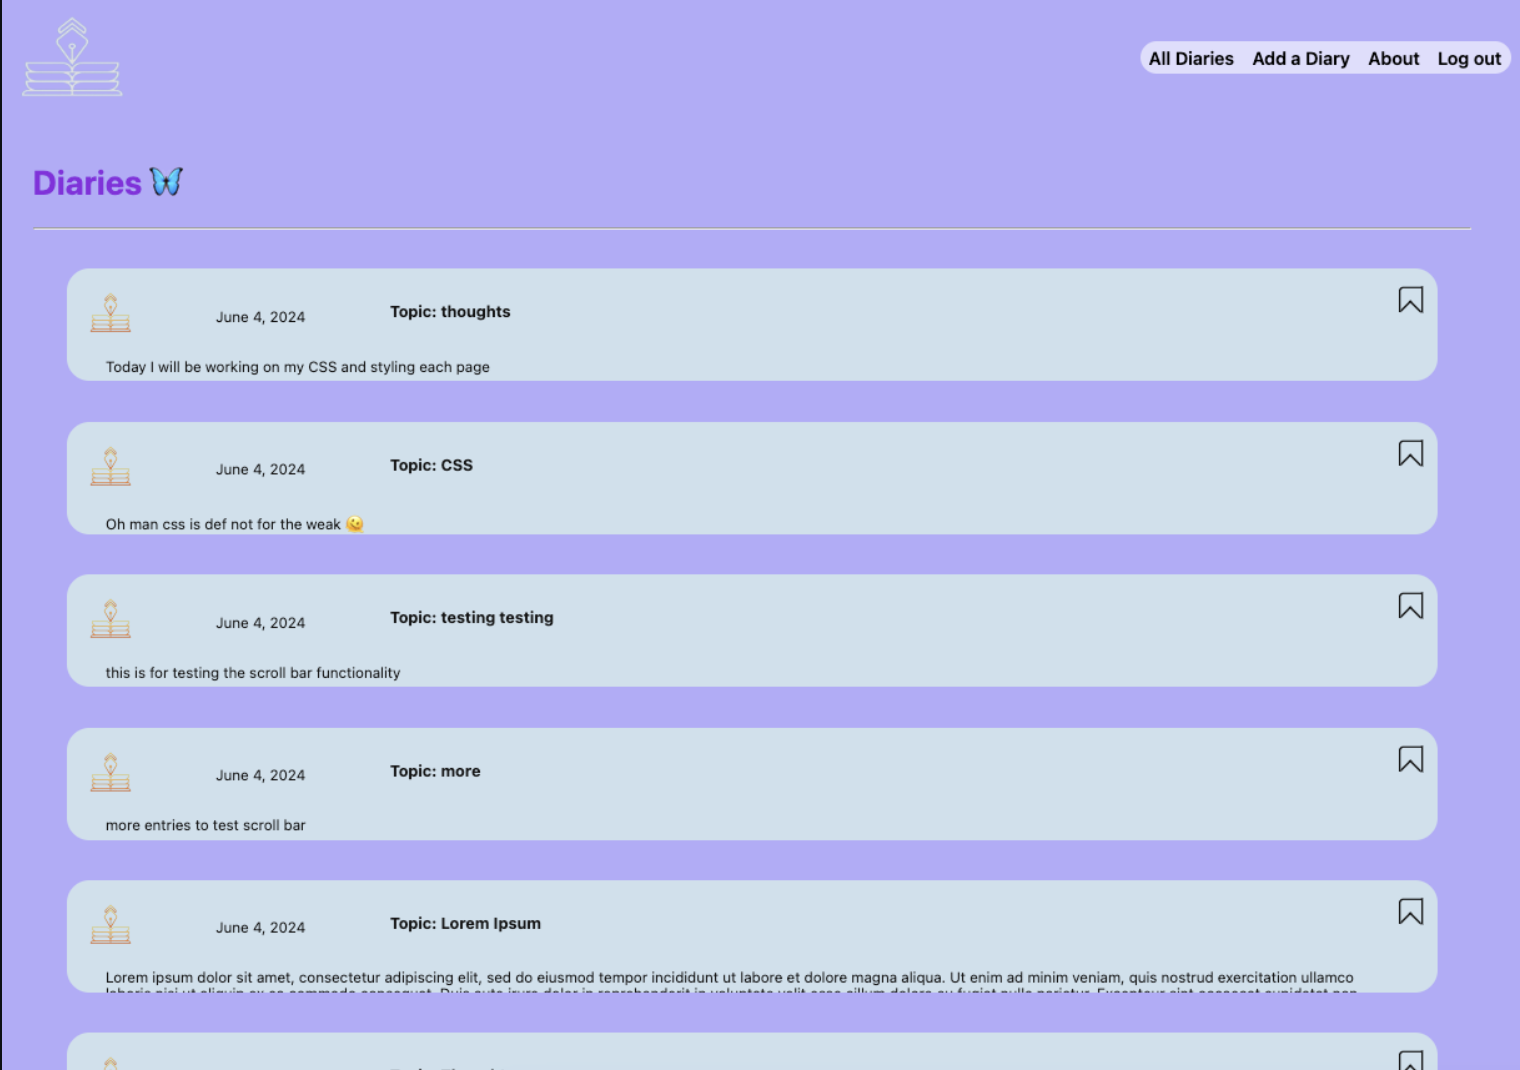 All Diaries Add a Diary About Log out
Diaries 🦋
June 4, 2024 Topic: thoughts
Today I will be working on my CSS and styling each page
June 4, 2024 Topic: CSS
Oh man css is def not for the weak 🫠
June 4, 2024 Topic: testing testing
this is for testing the scroll bar functionality
June 4, 2024 Topic: more
more entries to test scroll bar
June 4, 2024 Topic: Lorem Ipsum
Lorem ipsum dolor sit amet, consectetur adipiscing elit, sed do eiusmod tempor incididunt ut labore et dolore magna aliqua. Ut enim ad minim veniam, quis nostrud exercitation ullamco